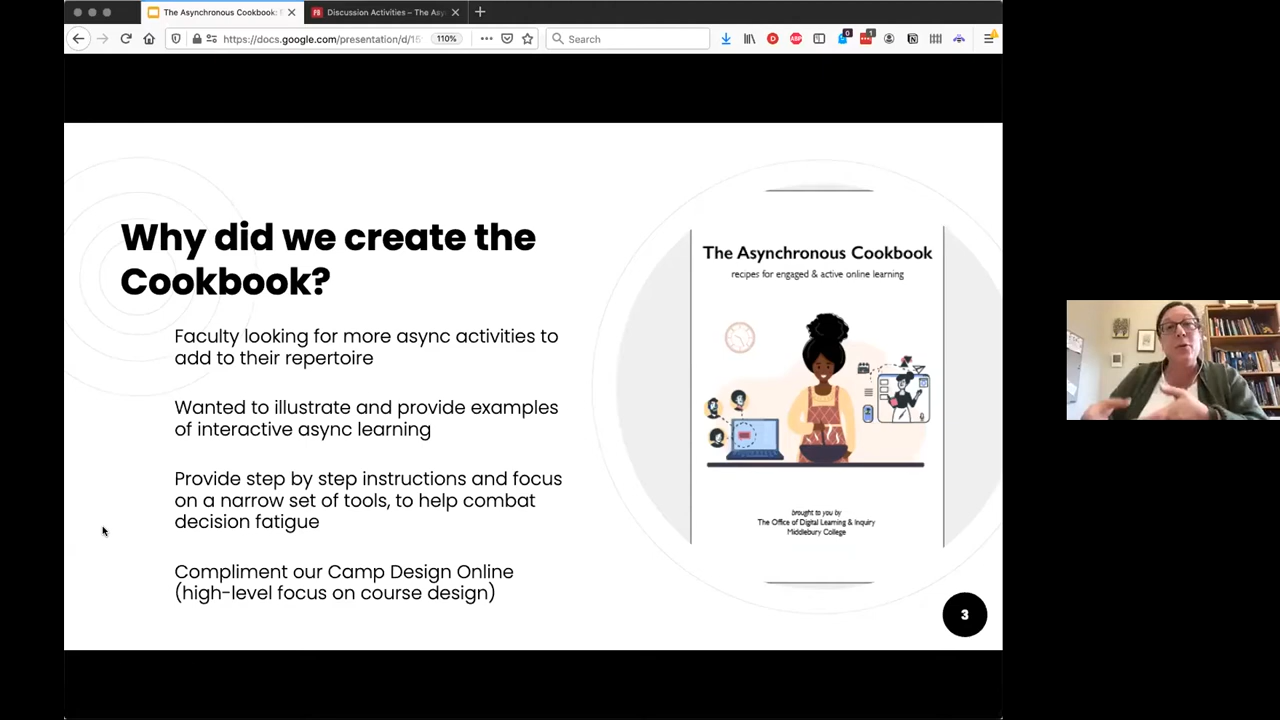 The Asynchronous Cookbook:
Discussion Activities – The Asy
https://docs.google.com/presentation/d/15
110%
Search
0
1
Why did we create the
Cookbook?
Faculty looking for more async activities to
add to their repertoire
Wanted to illustrate and provide examples
of interactive async learning
Provide step by step instructions and focus
on a narrow set of tools, to help combat
decision fatigue
Compliment our Camp Design Online
(high-level focus on course design)
The Asynchronous Cookbook
recipes for engaged & active online learning
brought to you by
The Office of Digital Learning & Inquiry
Middlebury College
3